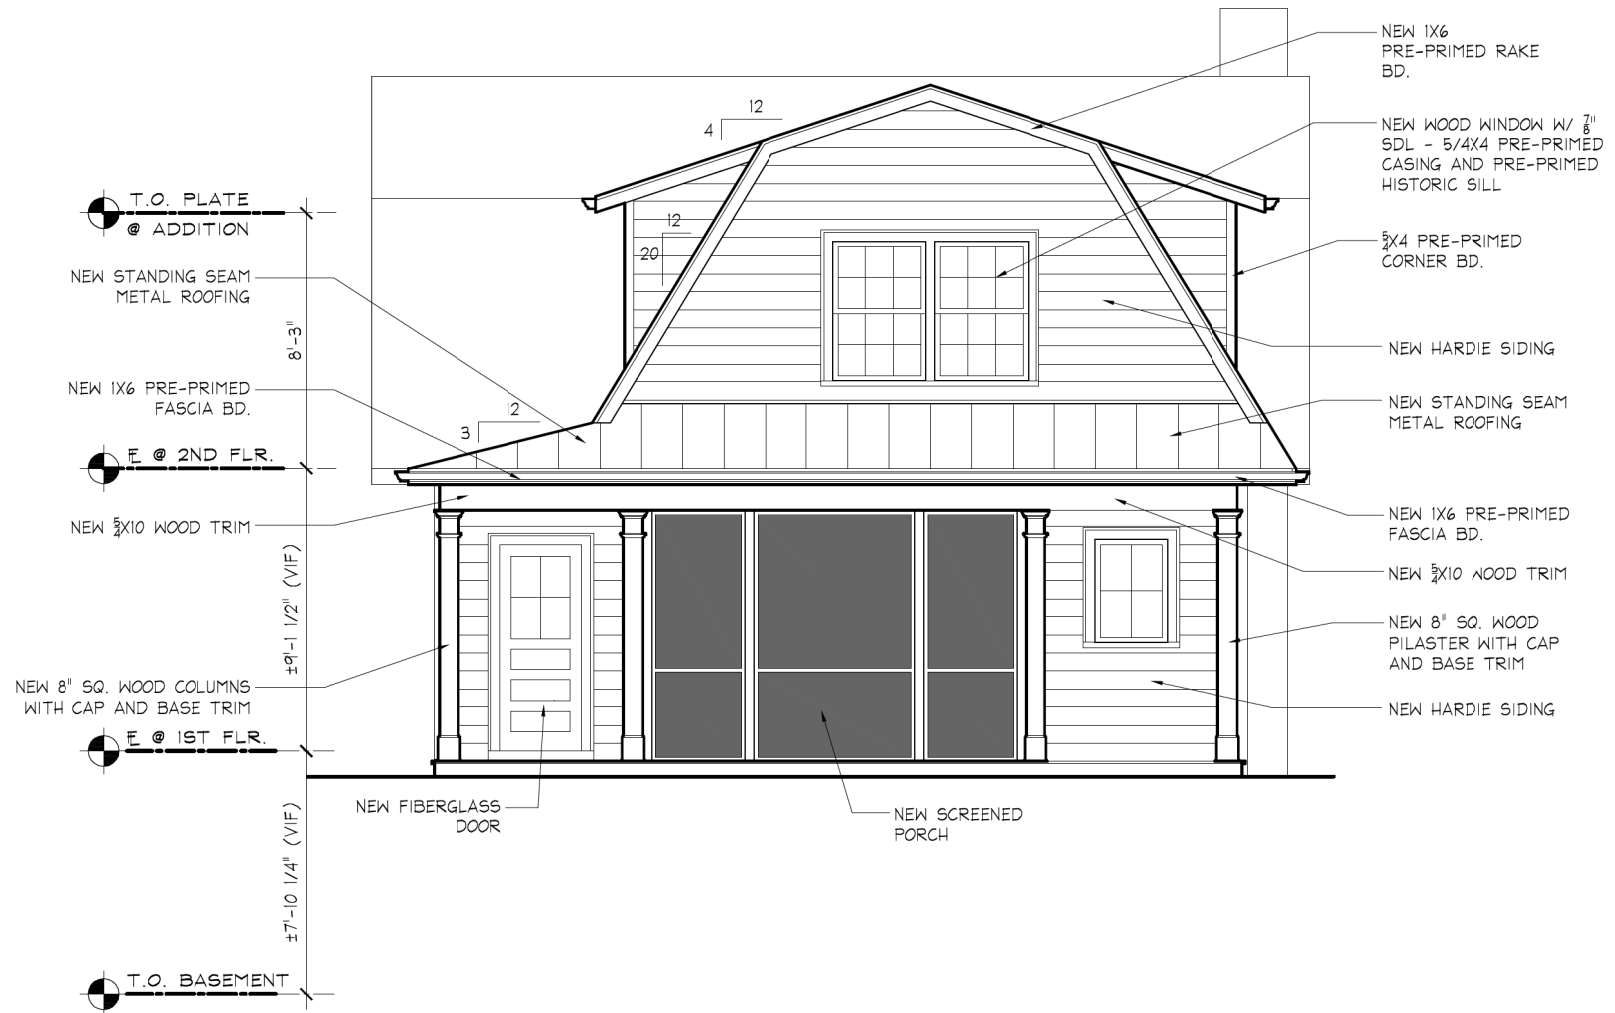 NEW 1X6
PRE-PRIMED RAKE
BD.
12
4
NEW WOOD WINDOW W/ 7/8"
SDL - 5/4X4 PRE-PRIMED
CASING AND PRE-PRIMED
HISTORIC SILL
T.O. PLATE
@ ADDITION
12
20
5/4X4 PRE-PRIMED
CORNER BD.
NEW STANDING SEAM
METAL ROOFING
8'-3"
NEW HARDIE SIDING
NEW 1X6 PRE-PRIMED
FASCIA BD.
12
3
NEW STANDING SEAM
METAL ROOFING
F @ 2ND FLR.
NEW 5/4X10 WOOD TRIM
NEW 1X6 PRE-PRIMED
FASCIA BD.
±9'-1 1/2" (VIF)
NEW 5/4X10 WOOD TRIM
NEW 8" SQ. WOOD
PILASTER WITH CAP
AND BASE TRIM
NEW 8" SQ. WOOD COLUMNS
WITH CAP AND BASE TRIM
NEW HARDIE SIDING
F @ 1ST FLR.
NEW FIBERGLASS
DOOR
NEW SCREENED
PORCH
±7'-10 1/4" (VIF)
T.O. BASEMENT